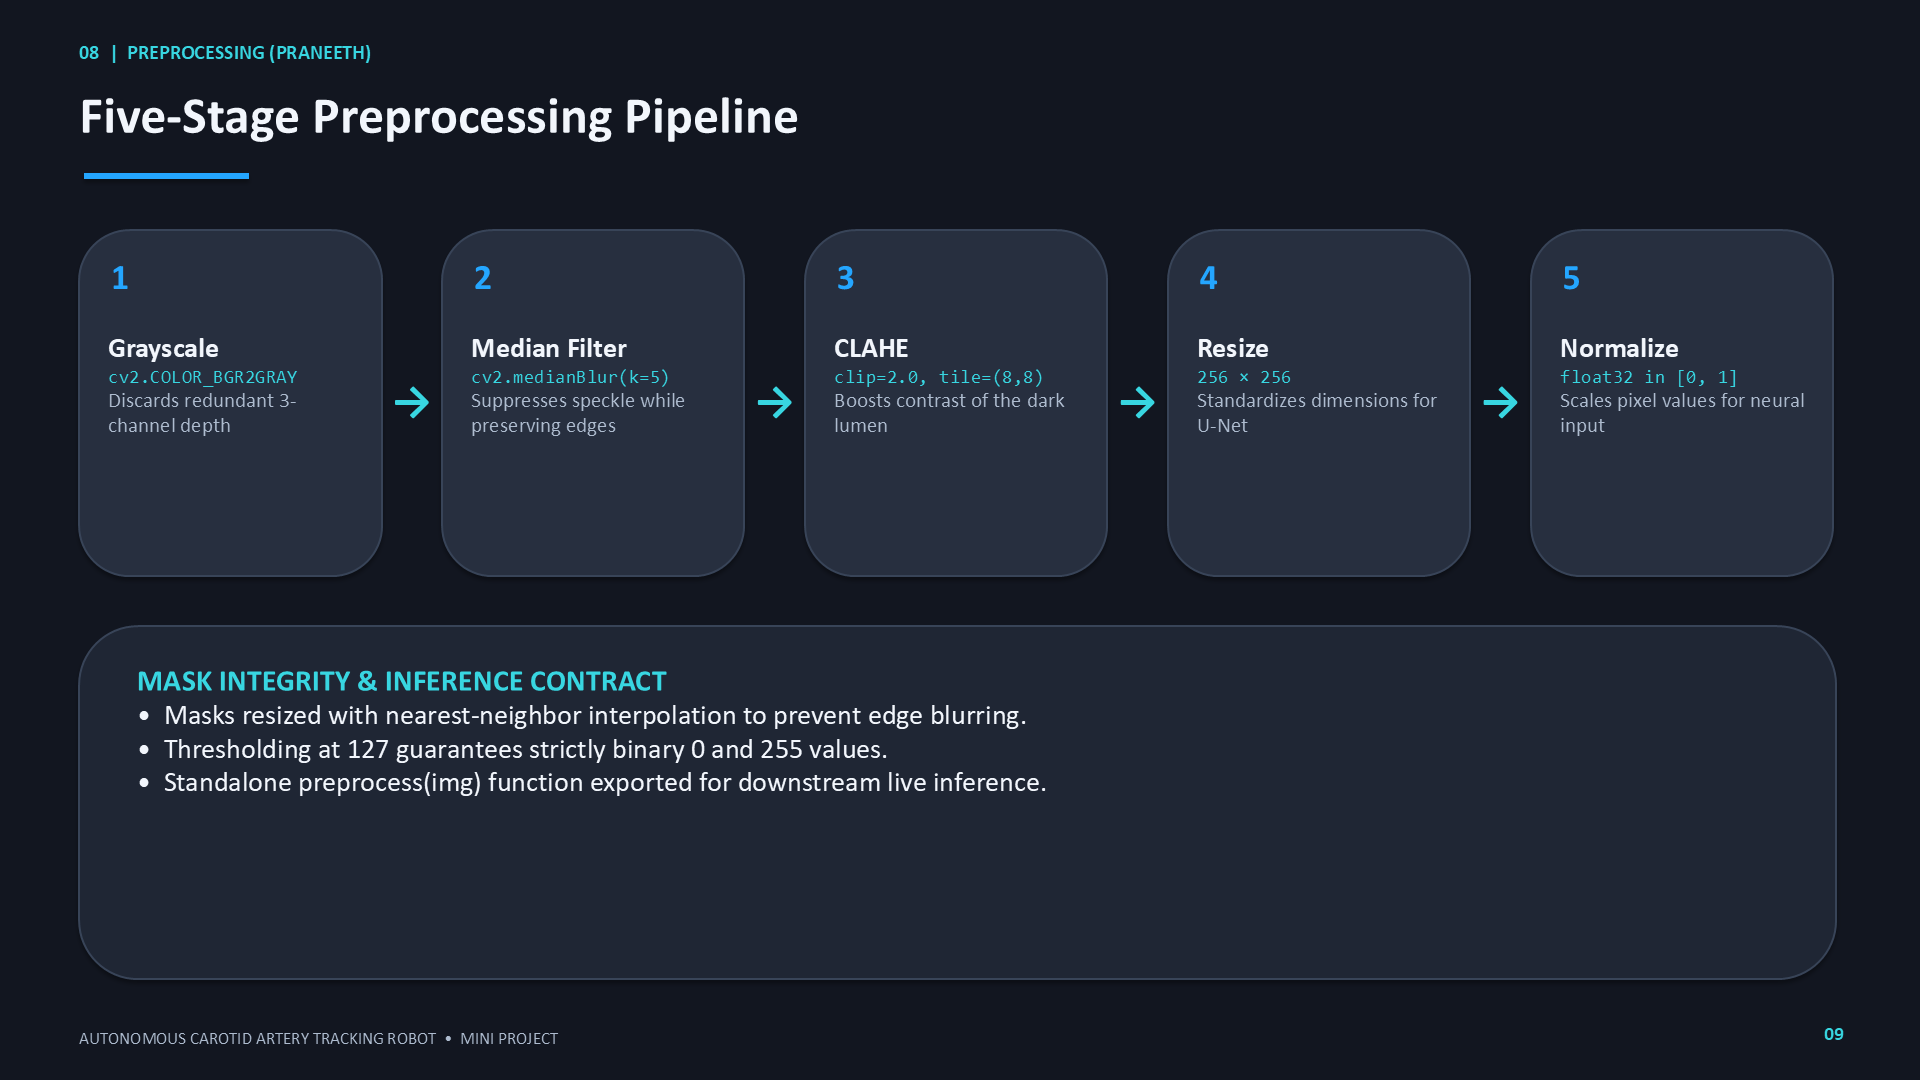 08 | PREPROCESSING (PRANEETH)
Five-Stage Preprocessing Pipeline
1
Grayscale
cv2.COLOR_BGR2GRAY
Discards redundant 3-
channel depth
→
2
Median Filter
cv2.medianBlur(k=5)
Suppresses speckle while
preserving edges
→
3
CLAHE
clip=2.0, tile=(8,8)
Boosts contrast of the dark
lumen
→
4
Resize
256 × 256
Standardizes dimensions for
U-Net
→
5
Normalize
float32 in [0, 1]
Scales pixel values for neural
input
MASK INTEGRITY & INFERENCE CONTRACT
• Masks resized with nearest-neighbor interpolation to prevent edge blurring.
• Thresholding at 127 guarantees strictly binary 0 and 255 values.
• Standalone preprocess(img) function exported for downstream live inference.
AUTONOMOUS CAROTID ARTERY TRACKING ROBOT • MINI PROJECT
09